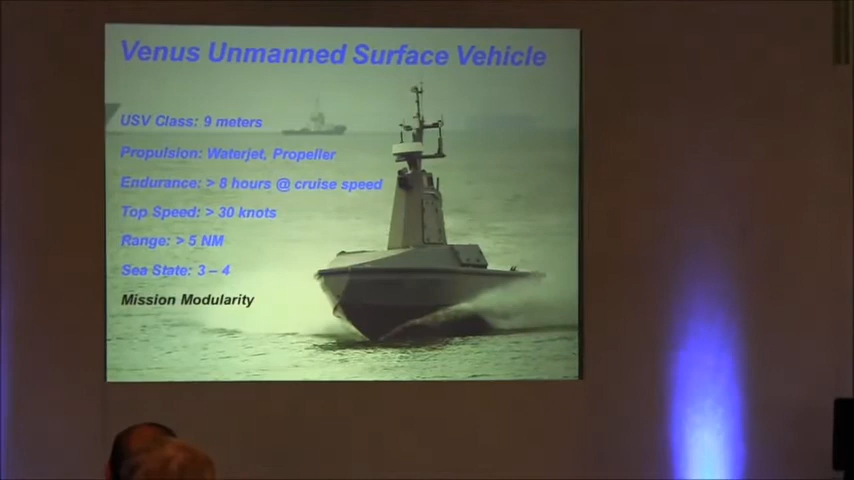 Venus Unmanned Surface Vehicle
USV Class: 9 meters
Propulsion: Waterjet, Propeller
Endurance: > 8 hours @ cruise speed
Top Speed: > 30 knots
Range: > 5 NM
Sea State: 3 – 4
Mission Modularity